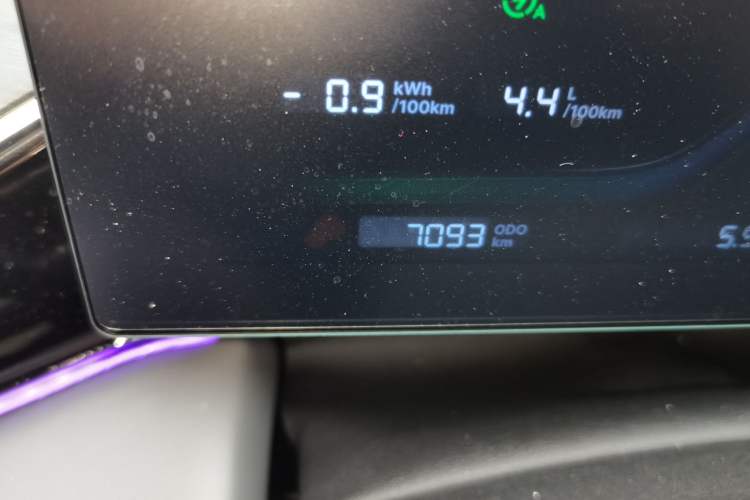 A
- 0.9 kWh/100km 4.4 L/100km
7093 ODO km